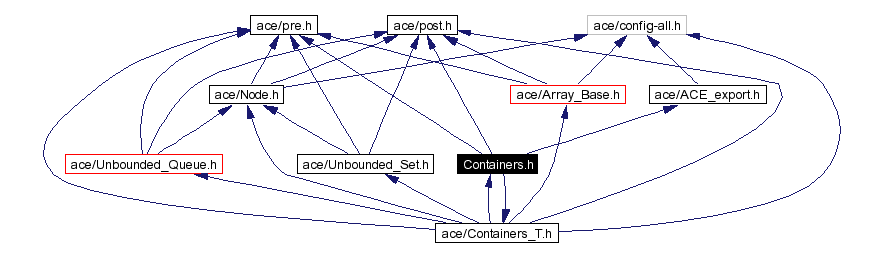 ace/pre.h
ace/post.h
ace/config-all.h
ace/Node.h
ace/Array_Base.h
ace/ACE_export.h
ace/Unbounded_Queue.h
ace/Unbounded_Set.h
Containers.h
ace/Containers_T.h